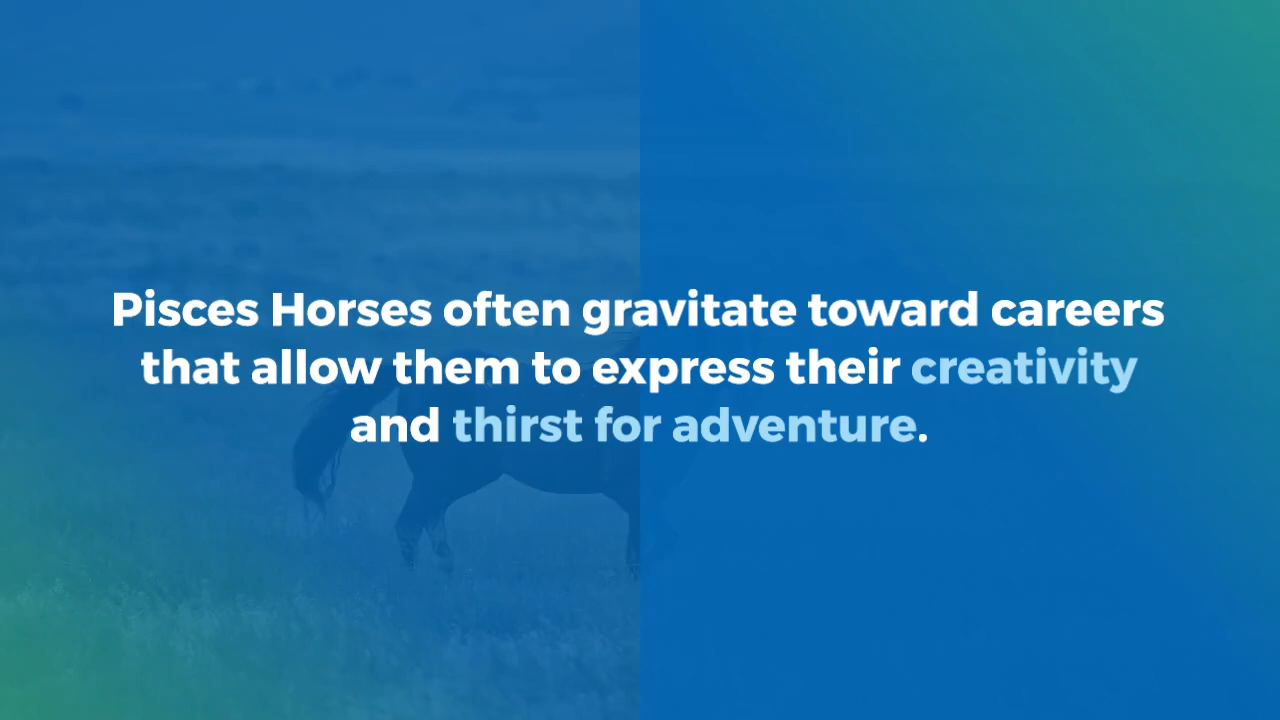 Pisces Horses often gravitate toward careers
that allow them to express their creativity
and thirst for adventure.